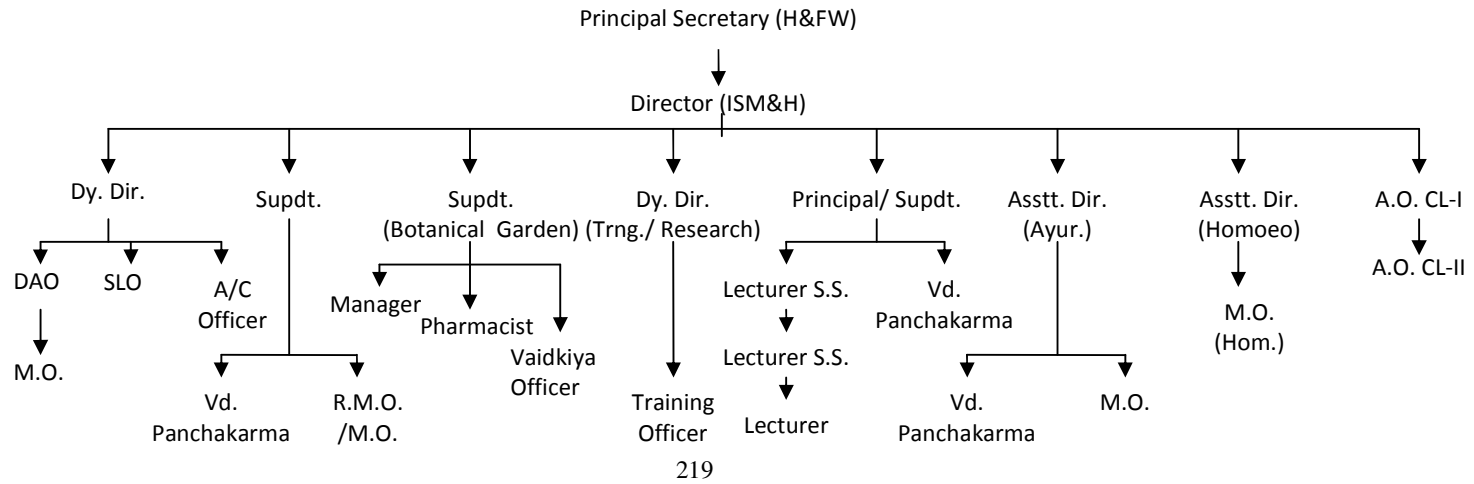 Principal Secretary (H&FW)
Director (ISM&H)
Dy. Dir.
Supdt.
Supdt.
(Botanical Garden)
Dy. Dir.
(Trng./ Research)
Principal/ Supdt.
Asstt. Dir.
(Ayur.)
Asstt. Dir.
(Homoeo)
A.O. CL-I
A.O. CL-II
DAO
SLO
A/C
Officer
M.O.
Vd.
Panchakarma
R.M.O.
/M.O.
Manager
Pharmacist
Vaidkiya
Officer
Training
Officer
Lecturer S.S.
Lecturer S.S.
Lecturer
Vd.
Panchakarma
Vd.
Panchakarma
M.O.
M.O.
(Hom.)
219